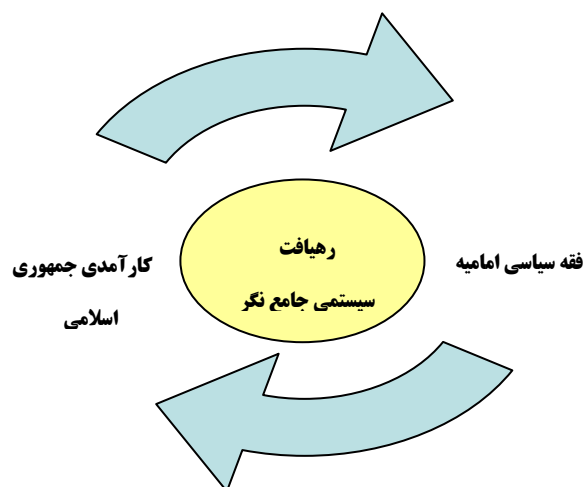 فقه سیاسی امامیه
رهیافت
سیستمی جامع نگر
کارآمدی جمهوری
اسلامی